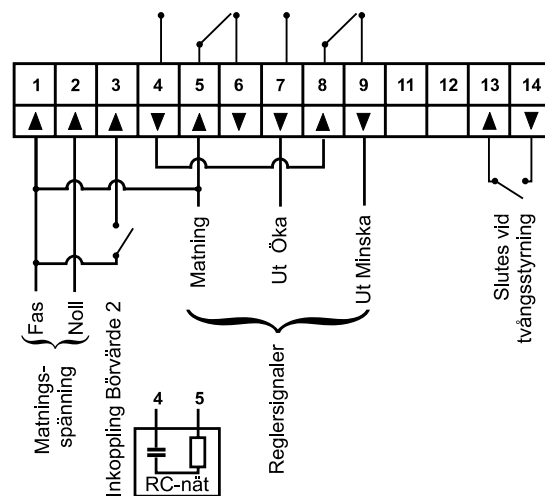 1 2 3 4 5 6 7 8 9 11 12 13 14
Fas
Noll
Matnings-
spänning
Inkoppling Börvärde 2
Matning
Ut Öka
Ut Minska
Reglersignaler
Slutes vid
tvångsstyrning
4 5
RC-nät